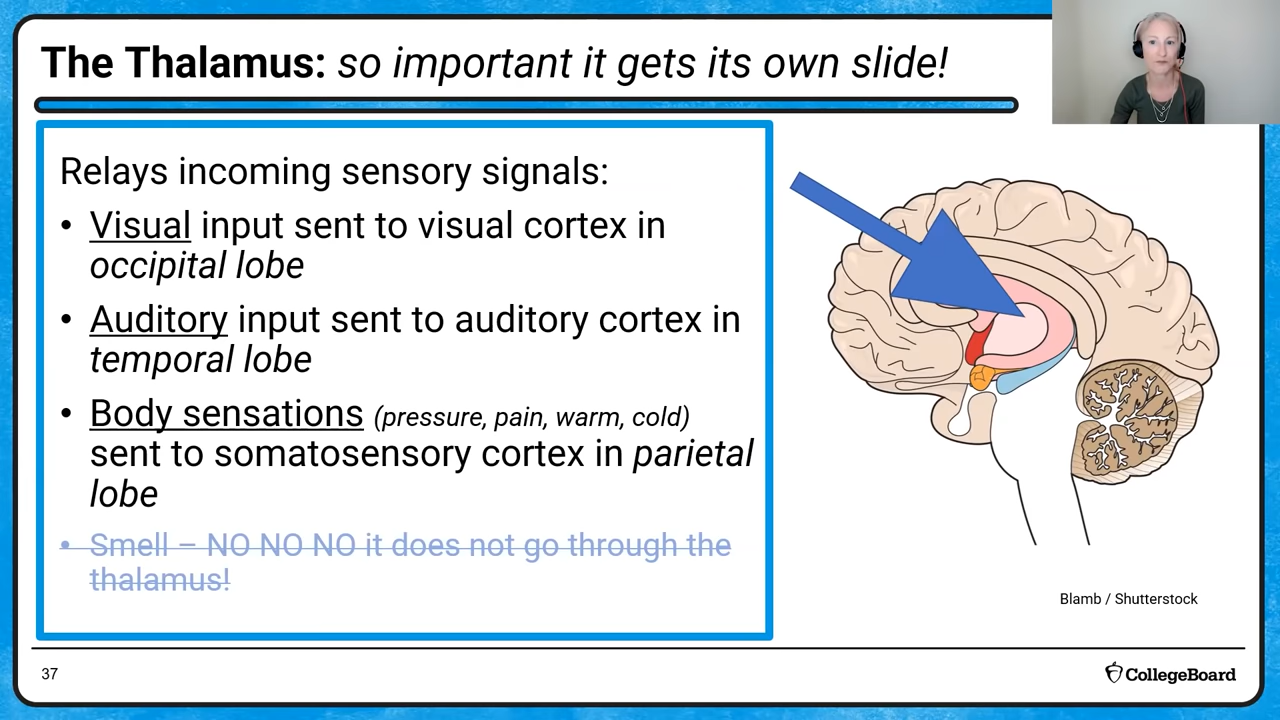 The Thalamus: so important it gets its own slide!
Relays incoming sensory signals:
• Visual input sent to visual cortex in
occipital lobe
• Auditory input sent to auditory cortex in
temporal lobe
• Body sensations (pressure, pain, warm, cold)
sent to somatosensory cortex in parietal
lobe
• Smell – NO NO NO it does not go through the
thalamus!
Blamb / Shutterstock
37
CollegeBoard